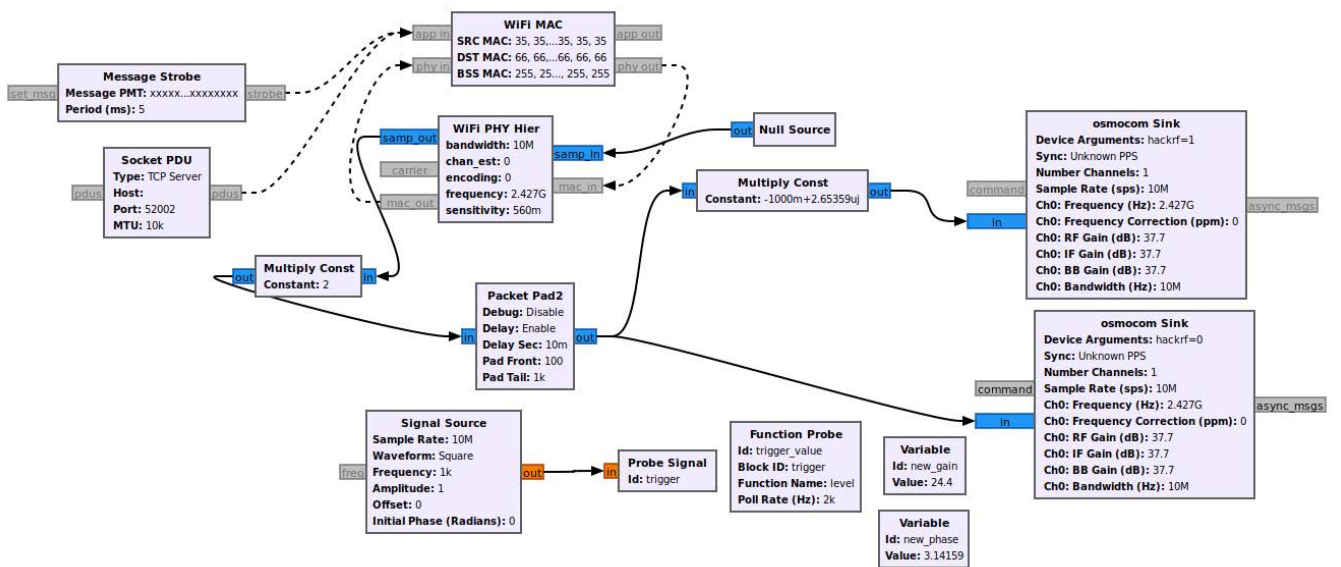 WiFi MAC
app in
app out
SRC MAC: 35, 35,...35, 35, 35
DST MAC: 66, 66,...66, 66, 66
phy in
phy out
BSS MAC: 255, 25..., 255, 255
Message Strobe
set_msg
Message PMT: xxxxx...xxxxxxxx
strobe
Period (ms): 5
WiFi PHY Hier
samp_out
bandwidth: 10M
chan_est: 0
samp_in
carrier
encoding: 0
frequency: 2.427G
mac_in
mac_out
sensitivity: 560m
out
Null Source
Socket PDU
Type: TCP Server
pdus
Host:
pdus
Port: 52002
MTU: 10k
in
Multiply Const
out
Constant: -1000m+2.65359uj
osmocom Sink
Device Arguments: hackrf=1
Sync: Unknown PPS
Number Channels: 1
command
Sample Rate (sps): 10M
async_msgs
Ch0: Frequency (Hz): 2.427G
in
Ch0: Frequency Correction (ppm): 0
Ch0: RF Gain (dB): 37.7
Ch0: IF Gain (dB): 37.7
Ch0: BB Gain (dB): 37.7
Ch0: Bandwidth (Hz): 10M
out
Multiply Const
in
Constant: 2
Packet Pad2
Debug: Disable
Delay: Enable
in
Delay Sec: 10m
out
Pad Front: 100
Pad Tail: 1k
osmocom Sink
Device Arguments: hackrf=0
Sync: Unknown PPS
Number Channels: 1
command
Sample Rate (sps): 10M
async_msgs
Ch0: Frequency (Hz): 2.427G
in
Ch0: Frequency Correction (ppm): 0
Ch0: RF Gain (dB): 37.7
Ch0: IF Gain (dB): 37.7
Ch0: BB Gain (dB): 37.7
Ch0: Bandwidth (Hz): 10M
Signal Source
Sample Rate: 10M
Waveform: Square
freq
Frequency: 1k
out
Amplitude: 1
Offset: 0
Initial Phase (Radians): 0
in
Probe Signal
Id: trigger
Function Probe
Id: trigger_value
Block ID: trigger
Function Name: level
Poll Rate (Hz): 2k
Variable
Id: new_gain
Value: 24.4
Variable
Id: new_phase
Value: 3.14159